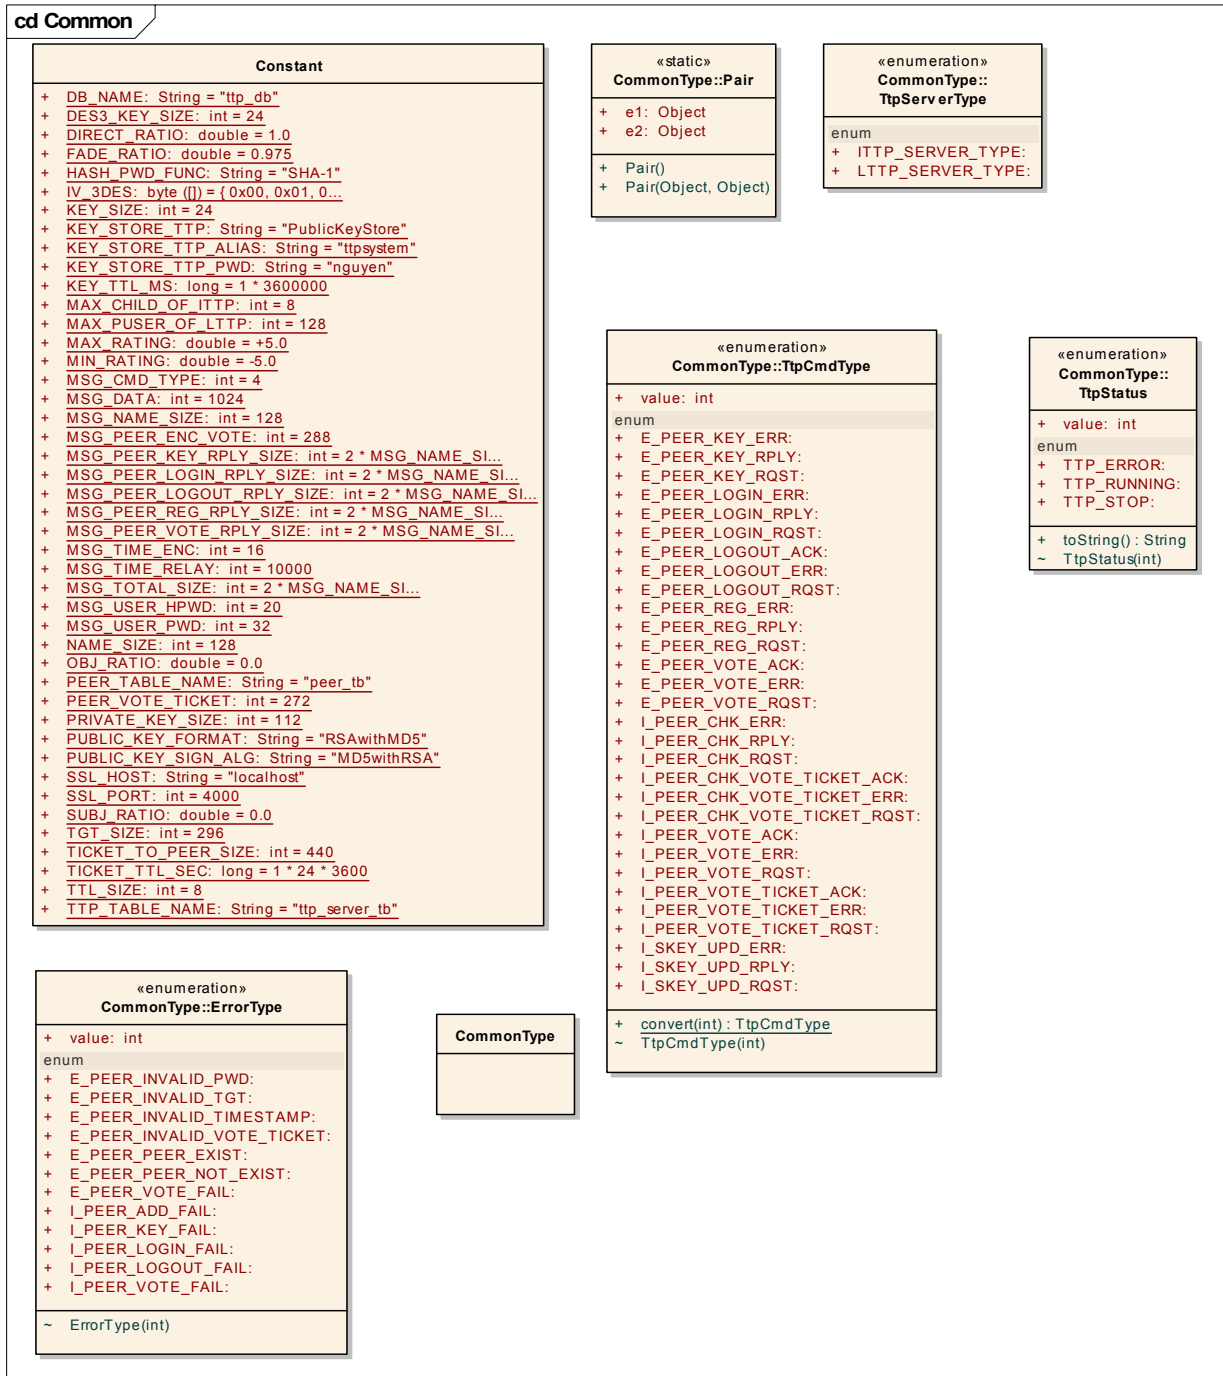 cd Common
Constant
+ DB_NAME: String = "ttp_db"
+ DES3_KEY_SIZE: int = 24
+ DIRECT_RATIO: double = 1.0
+ FADE_RATIO: double = 0.975
+ HASH_PWD_FUNC: String = "SHA-1"
+ IV_3DES: byte ([]) = { 0x00, 0x01, 0...
+ KEY_SIZE: int = 24
+ KEY_STORE_TTP: String = "PublicKeyStore"
+ KEY_STORE_TTP_ALIAS: String = "ttpsystem"
+ KEY_STORE_TTP_PWD: String = "nguyen"
+ KEY_TTL_MS: long = 1 * 3600000
+ MAX_CHILD_OF_ITTP: int = 8
+ MAX_PUSER_OF_LTTP: int = 128
+ MAX_RATING: double = +5.0
+ MIN_RATING: double = -5.0
+ MSG_CMD_TYPE: int = 4
+ MSG_DATA: int = 1024
+ MSG_NAME_SIZE: int = 128
+ MSG_PEER_ENC_VOTE: int = 288
+ MSG_PEER_KEY_RPLY_SIZE: int = 2 * MSG_NAME_SI...
+ MSG_PEER_LOGIN_RPLY_SIZE: int = 2 * MSG_NAME_SI...
+ MSG_PEER_LOGOUT_RPLY_SIZE: int = 2 * MSG_NAME_SI...
+ MSG_PEER_REG_RPLY_SIZE: int = 2 * MSG_NAME_SI...
+ MSG_PEER_VOTE_RPLY_SIZE: int = 2 * MSG_NAME_SI...
+ MSG_TIME_ENC: int = 16
+ MSG_TIME_RELAY: int = 10000
+ MSG_TOTAL_SIZE: int = 2 * MSG_NAME_SI...
+ MSG_USER_HPWD: int = 20
+ MSG_USER_PWD: int = 32
+ NAME_SIZE: int = 128
+ OBJ_RATIO: double = 0.0
+ PEER_TABLE_NAME: String = "peer_tb"
+ PEER_VOTE_TICKET: int = 272
+ PRIVATE_KEY_SIZE: int = 112
+ PUBLIC_KEY_FORMAT: String = "RSAwithMD5"
+ PUBLIC_KEY_SIGN_ALG: String = "MD5withRSA"
+ SSL_HOST: String = "localhost"
+ SSL_PORT: int = 4000
+ SUBJ_RATIO: double = 0.0
+ TGT_SIZE: int = 296
+ TICKET_TO_PEER_SIZE: int = 440
+ TICKET_TTL_SEC: long = 1 * 24 * 3600
+ TTL_SIZE: int = 8
+ TTP_TABLE_NAME: String = "ttp_server_tb"
«static»
CommonType::Pair
+ e1: Object
+ e2: Object
+ Pair()
+ Pair(Object, Object)
«enumeration»
CommonType::
TtpServerType
enum
+ ITTP_SERVER_TYPE:
+ LTTP_SERVER_TYPE:
«enumeration»
CommonType::TtpCmdType
+ value: int
enum
+ E_PEER_KEY_ERR:
+ E_PEER_KEY_RPLY:
+ E_PEER_KEY_RQST:
+ E_PEER_LOGIN_ERR:
+ E_PEER_LOGIN_RPLY:
+ E_PEER_LOGIN_RQST:
+ E_PEER_LOGOUT_ACK:
+ E_PEER_LOGOUT_ERR:
+ E_PEER_LOGOUT_RQST:
+ E_PEER_REG_ERR:
+ E_PEER_REG_RPLY:
+ E_PEER_REG_RQST:
+ E_PEER_VOTE_ACK:
+ E_PEER_VOTE_ERR:
+ E_PEER_VOTE_RQST:
+ I_PEER_CHK_ERR:
+ I_PEER_CHK_RPLY:
+ I_PEER_CHK_RQST:
+ I_PEER_CHK_VOTE_TICKET_ACK:
+ I_PEER_CHK_VOTE_TICKET_ERR:
+ I_PEER_CHK_VOTE_TICKET_RQST:
+ I_PEER_VOTE_ACK:
+ I_PEER_VOTE_ERR:
+ I_PEER_VOTE_RQST:
+ I_PEER_VOTE_TICKET_ACK:
+ I_PEER_VOTE_TICKET_ERR:
+ I_PEER_VOTE_TICKET_RQST:
+ I_SKEY_UPD_ERR:
+ I_SKEY_UPD_RPLY:
+ I_SKEY_UPD_RQST:
+ convert(int) : TtpCmdType
~ TtpCmdType(int)
«enumeration»
CommonType::
TtpStatus
+ value: int
enum
+ TTP_ERROR:
+ TTP_RUNNING:
+ TTP_STOP:
+ toString() : String
~ TtpStatus(int)
«enumeration»
CommonType::ErrorType
+ value: int
enum
+ E_PEER_INVALID_PWD:
+ E_PEER_INVALID_TGT:
+ E_PEER_INVALID_TIMESTAMP:
+ E_PEER_INVALID_VOTE_TICKET:
+ E_PEER_PEER_EXIST:
+ E_PEER_PEER_NOT_EXIST:
+ E_PEER_VOTE_FAIL:
+ I_PEER_ADD_FAIL:
+ I_PEER_KEY_FAIL:
+ I_PEER_LOGIN_FAIL:
+ I_PEER_LOGOUT_FAIL:
+ I_PEER_VOTE_FAIL:
~ ErrorType(int)
CommonType